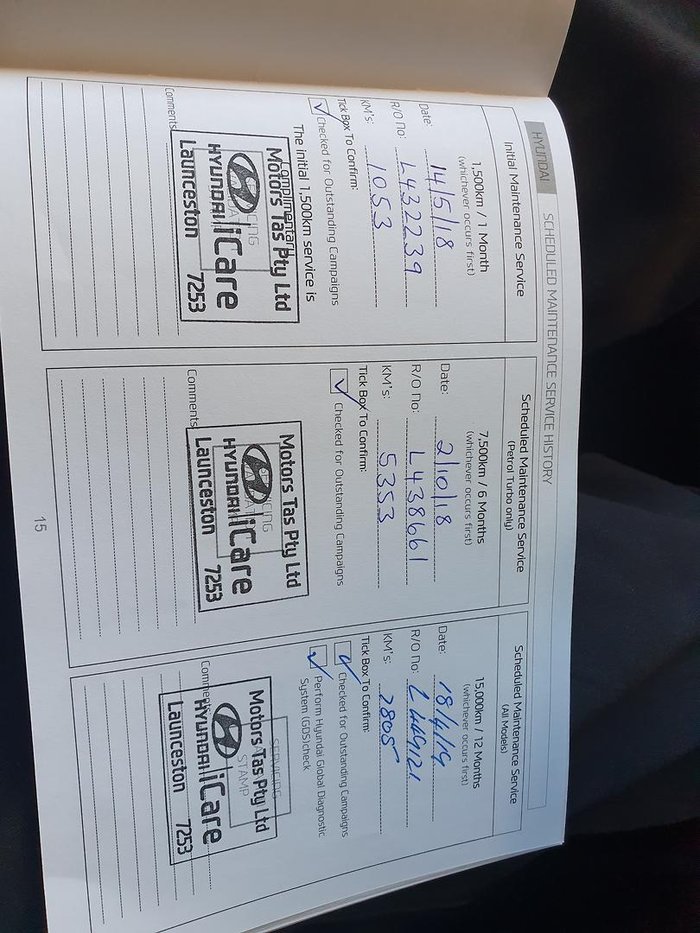 HYUNDAI SCHEDULED MAINTENANCE SERVICE HISTORY
Initial Maintenance Service
1,500km / 1 Month
(whichever occurs first)
Date: 14/5/18
R/O no: L432239
KM's: 1053
Tick Box To Confirm:
✓ Checked for Outstanding Campaigns
The initial 1,500km service is
Complimentary
Motors Tas Pty Ltd
HYUNDAI iCare
Launceston 7253
Comments
Scheduled Maintenance Service
(Petrol Turbo only)
7,500km / 6 Months
(whichever occurs first)
Date: 2/10/18
R/O no: L438661
KM's: 5353
Tick Box To Confirm:
✓ Checked for Outstanding Campaigns
Motors Tas Pty Ltd
HYUNDAI iCare
Launceston 7253
Comments
Scheduled Maintenance Service
(All Models)
15,000km / 12 Months
(whichever occurs first)
Date: 18/4/19
R/O no: L449121
KM's: 2805
Tick Box To Confirm:
✓ Checked for Outstanding Campaigns
✓ Perform Hyundai Global Diagnostic
System (GDS)check
SERVICING
STAMP
Motors Tas Pty Ltd
HYUNDAI iCare
Launceston 7253
Comments
15